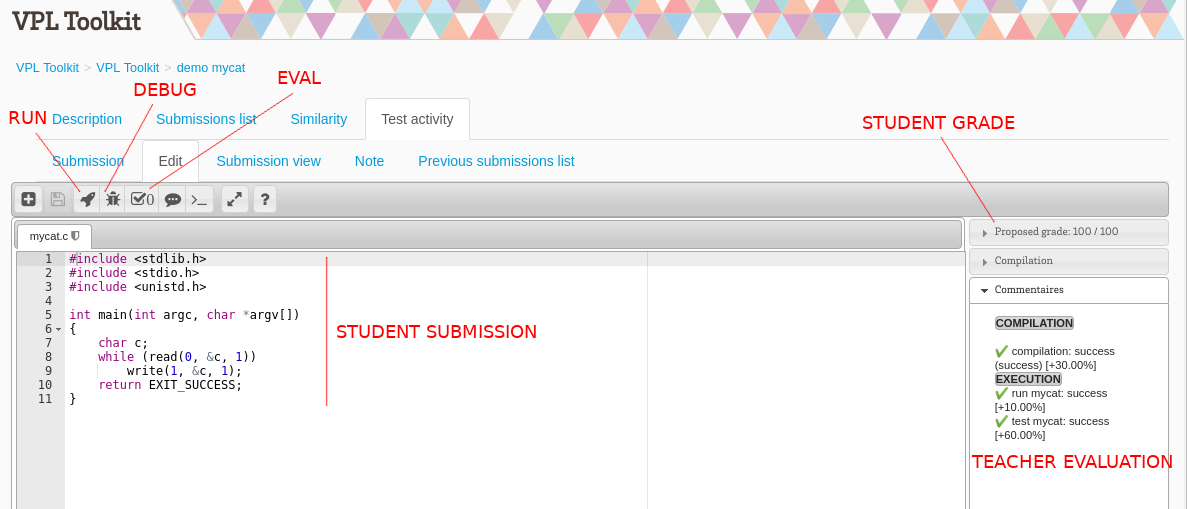 VPL Toolkit
VPL Toolkit > VPL Toolkit > demo mycat
EVAL
DEBUG
RUN
STUDENT GRADE
Description Submissions list Similarity Test activity
Submission Edit Submission view Note Previous submissions list
0 ?
mycat.c
Proposed grade: 100 / 100
Compilation
Commentaires
1 #include <stdlib.h>
2 #include <stdio.h>
3 #include <unistd.h>
4
5 int main(int argc, char *argv[])
6 {
7 char c;
8 while (read(0, &c, 1))
9 write(1, &c, 1);
10 return EXIT_SUCCESS;
11 }
STUDENT SUBMISSION
COMPILATION
compilation: success
(success) [+30.00%]
EXECUTION
run mycat: success
[+10.00%]
test mycat: success
[+60.00%]
TEACHER EVALUATION